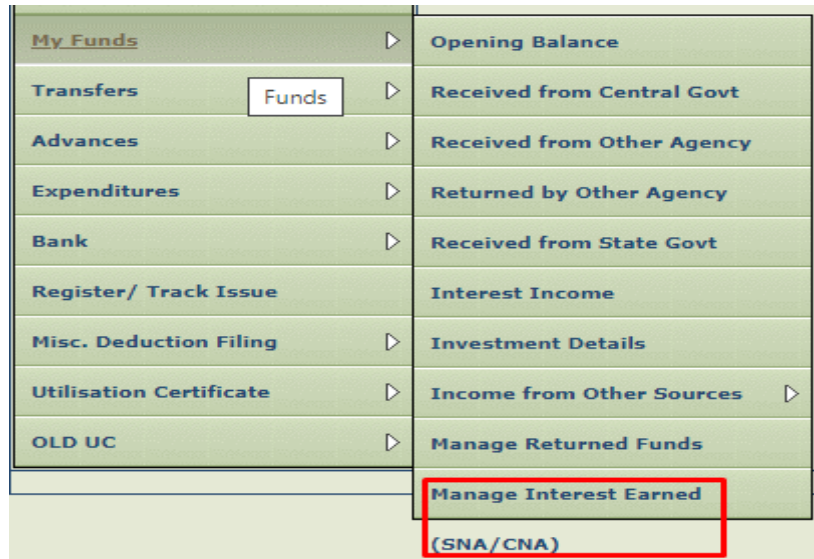 My Funds
Transfers
Funds
Advances
Expenditures
Bank
Register/ Track Issue
Misc. Deduction Filing
Utilisation Certificate
OLD UC
Opening Balance
Received from Central Govt
Received from Other Agency
Returned by Other Agency
Received from State Govt
Interest Income
Investment Details
Income from Other Sources
Manage Returned Funds
Manage Interest Earned
(SNA/CNA)